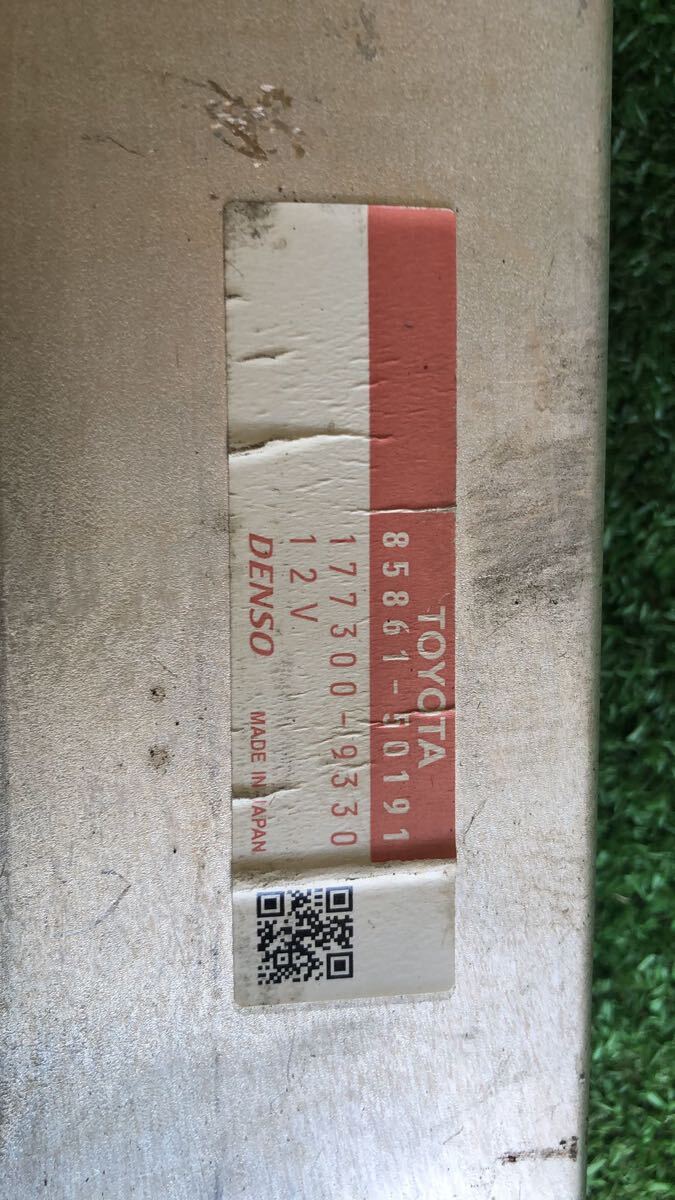 TOYOTA
85861-50191
177300-9330
12V
DENSO MADE IN JAPAN